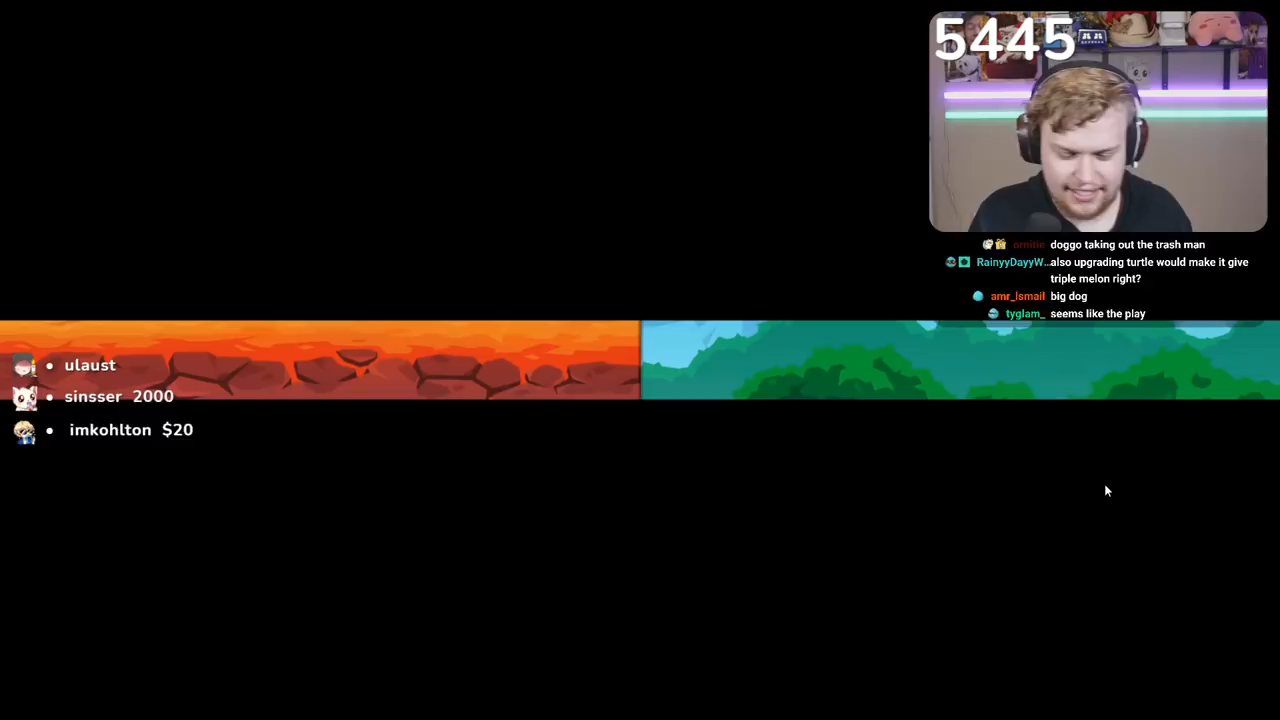 5445
ornitie doggo taking out the trash man
RainyyDayyW... also upgrading turtle would make it give
triple melon right?
amr_ismail big dog
tyglam_ seems like the play
• ulaust
• sinsser 2000
• imkohlton $20